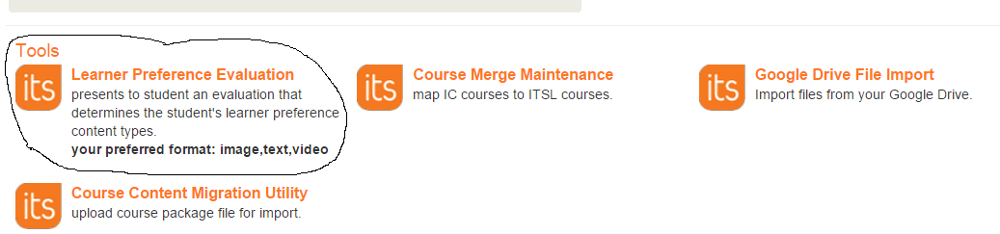 Tools
its
Learner Preference Evaluation
presents to student an evaluation that
determines the student's learner preference
content types.
your preferred format: image,text,video
its
Course Merge Maintenance
map IC courses to ITSL courses.
its
Google Drive File Import
Import files from your Google Drive.
its
Course Content Migration Utility
upload course package file for import.